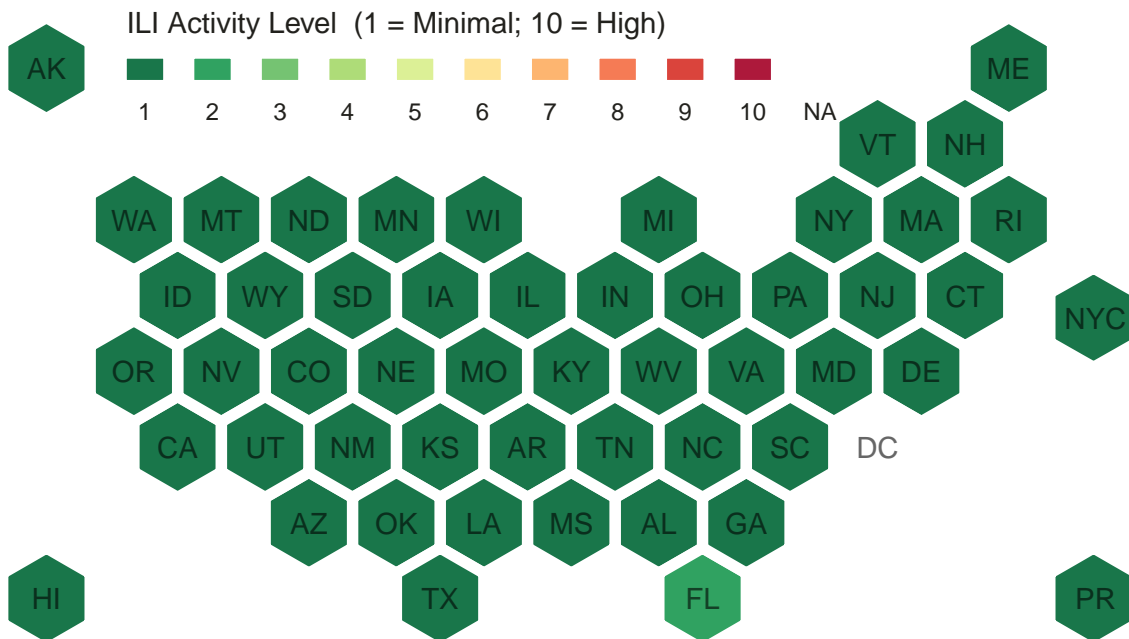 ILI Activity Level (1 = Minimal; 10 = High)
AK ME
1 2 3 4 5 6 7 8 9 10 NA
VT NH
WA MT ND MN WI MI NY MA RI
ID WY SD IA IL IN OH PA NJ CT
NYC
OR NV CO NE MO KY WV VA MD DE
CA UT NM KS AR TN NC SC DC
AZ OK LA MS AL GA
HI TX FL PR